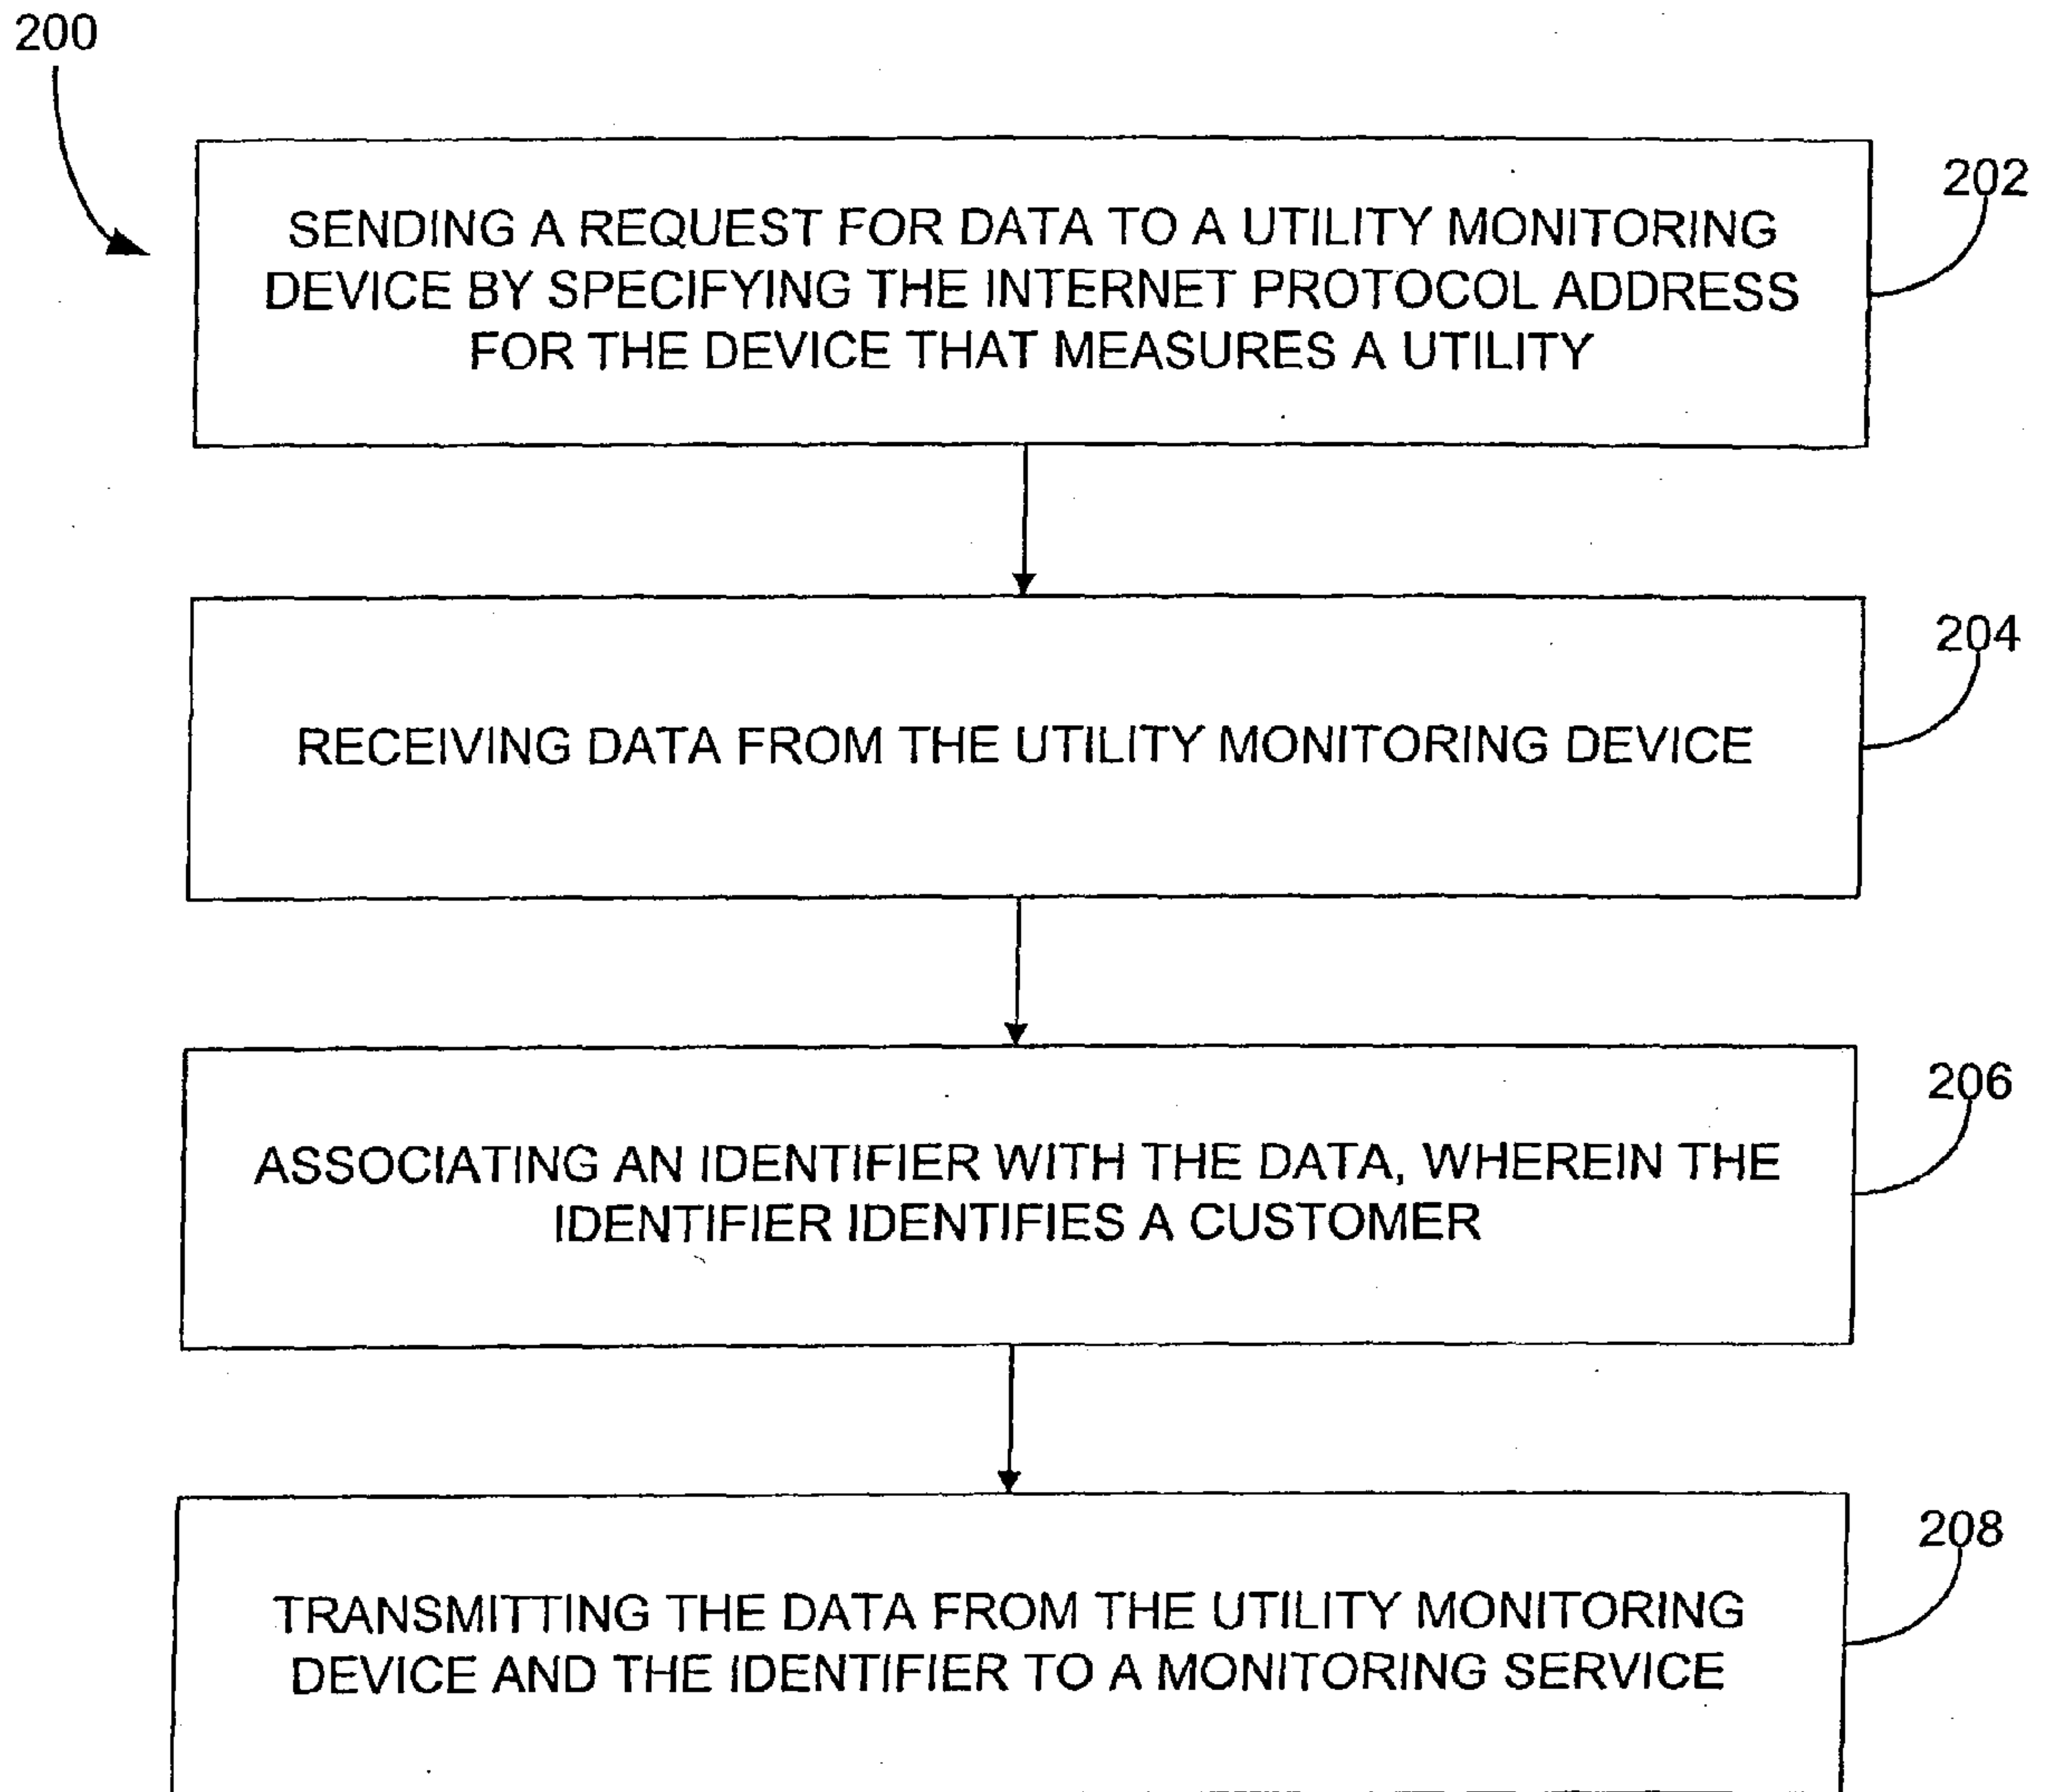 200
202
SENDING A REQUEST FOR DATA TO A UTILITY MONITORING
DEVICE BY SPECIFYING THE INTERNET PROTOCOL ADDRESS
FOR THE DEVICE THAT MEASURES A UTILITY
204
RECEIVING DATA FROM THE UTILITY MONITORING DEVICE
206
ASSOCIATING AN IDENTIFIER WITH THE DATA, WHEREIN THE
IDENTIFIER IDENTIFIES A CUSTOMER
208
TRANSMITTING THE DATA FROM THE UTILITY MONITORING
DEVICE AND THE IDENTIFIER TO A MONITORING SERVICE